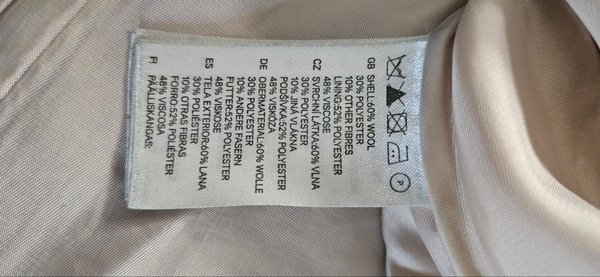 P
GB SHELL:60% WOOL
30% POLYESTER
10% OTHER FIBRES
LINING:52% POLYESTER
48% VISCOSE
CZ SVRCHNÍ LÁTKA:60% VLNA
30% POLYESTER
10% JINÁ VLÁKNA
PODŠÍVKA:52% POLYESTER
48% VISKÓZA
DE OBERMATERIAL:60% WOLLE
30% POLYESTER
10% ANDERE FASERN
FUTTER:52% POLYESTER
48% VISKOSE
ES TELA EXTERIOR:60% LANA
30% POLIÉSTER
10% OTRAS FIBRAS
FORRO:52% POLIÉSTER
48% VISCOSA
FI PÄÄLLIKANGAS: